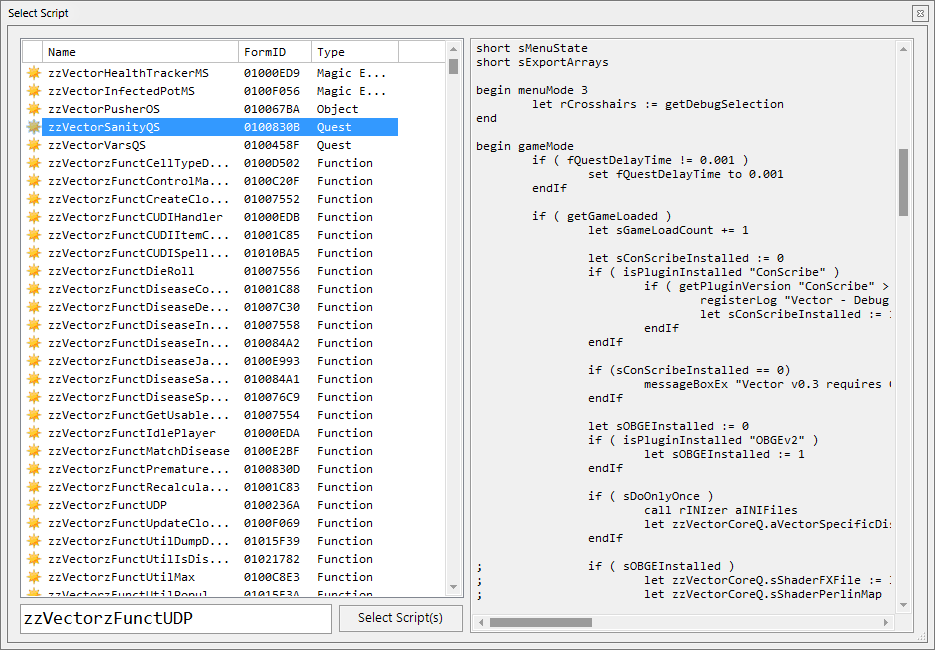 Select Script
Name FormID Type
zzVectorHealthTrackerMS 01000ED9 Magic E...
zzVectorInfectedPotMS 0100F056 Magic E...
zzVectorPusherOS 010067BA Object
zzVectorSanityQS 0100830B Quest
zzVectorVarsQS 0100458F Quest
zzVectorzFunctCellTypeD... 0100D502 Function
zzVectorzFunctControlMa... 0100C20F Function
zzVectorzFunctCreateClo... 01007552 Function
zzVectorzFunctCUDIHandler 01000EDB Function
zzVectorzFunctCUDIItemC... 01001C85 Function
zzVectorzFunctCUDISpell... 01010BA5 Function
zzVectorzFunctDieRoll 01007556 Function
zzVectorzFunctDiseaseCo... 01001C88 Function
zzVectorzFunctDiseaseDe... 01007C30 Function
zzVectorzFunctDiseaseIn... 01007558 Function
zzVectorzFunctDiseaseIn... 010084A2 Function
zzVectorzFunctDiseaseJa... 0100E993 Function
zzVectorzFunctDiseaseSa... 010084A1 Function
zzVectorzFunctDiseaseSp... 010076C9 Function
zzVectorzFunctGetUsable... 01007554 Function
zzVectorzFunctIdlePlayer 01000EDA Function
zzVectorzFunctMatchDisease 0100E2BF Function
zzVectorzFunctPremature... 0100830D Function
zzVectorzFunctRecalcula... 01001C83 Function
zzVectorzFunctUDP 0100236A Function
zzVectorzFunctUpdateClo... 0100F069 Function
zzVectorzFunctUtilDumpD... 01015F39 Function
zzVectorzFunctUtilIsDis... 01021782 Function
zzVectorzFunctUtilMax 0100C8E3 Function
zzVectorzFunctUtilPopul... 01015F3A Function
zzVectorzFunctUDP
Select Script(s)
short sMenuState
short sExportArrays
begin menuMode 3
let rCrosshairs := getDebugSelection
end
begin gameMode
if ( fQuestDelayTime != 0.001 )
set fQuestDelayTime to 0.001
endIf
if ( getGameLoaded )
let sGameLoadCount += 1
let sConScribeInstalled := 0
if ( isPluginInstalled "ConScribe" )
if ( getPluginVersion "ConScribe" >
registerLog "Vector - Debug
let sConScribeInstalled :=
endIf
endIf
if (sConScribeInstalled == 0)
messageBoxEx "Vector v0.3 requires
endIf
let sOBGEInstalled := 0
if ( isPluginInstalled "OBGEv2" )
let sOBGEInstalled := 1
endIf
if ( sDoOnlyOnce )
call rINIzer aINIFiles
let zzVectorCoreQ.aVectorSpecificDi
endIf
; if ( sOBGEInstalled )
; let zzVectorCoreQ.sShaderFXFile :=
; let zzVectorCoreQ.sShaderPerlinMap